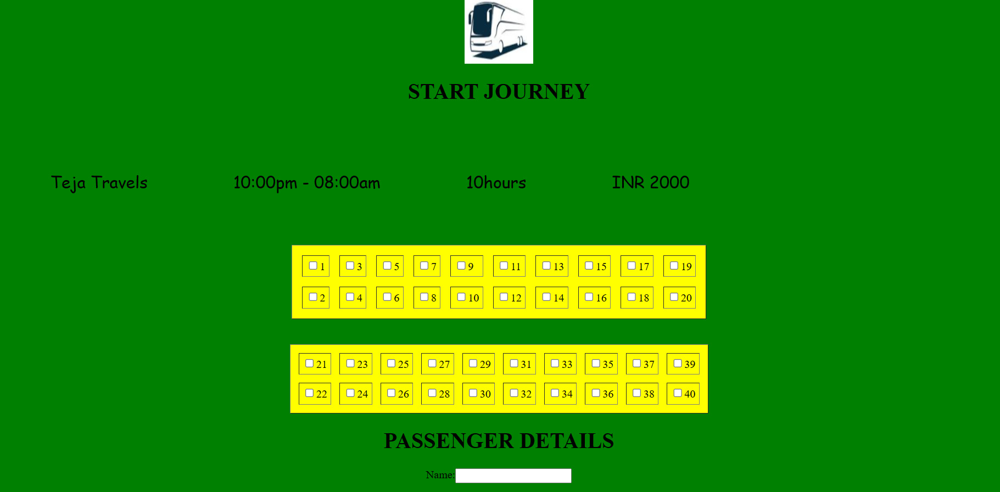 START JOURNEY
Teja Travels 10:00pm - 08:00am 10hours INR 2000
1 3 5 7 9 11 13 15 17 19
2 4 6 8 10 12 14 16 18 20
21 23 25 27 29 31 33 35 37 39
22 24 26 28 30 32 34 36 38 40
PASSENGER DETAILS
Name: